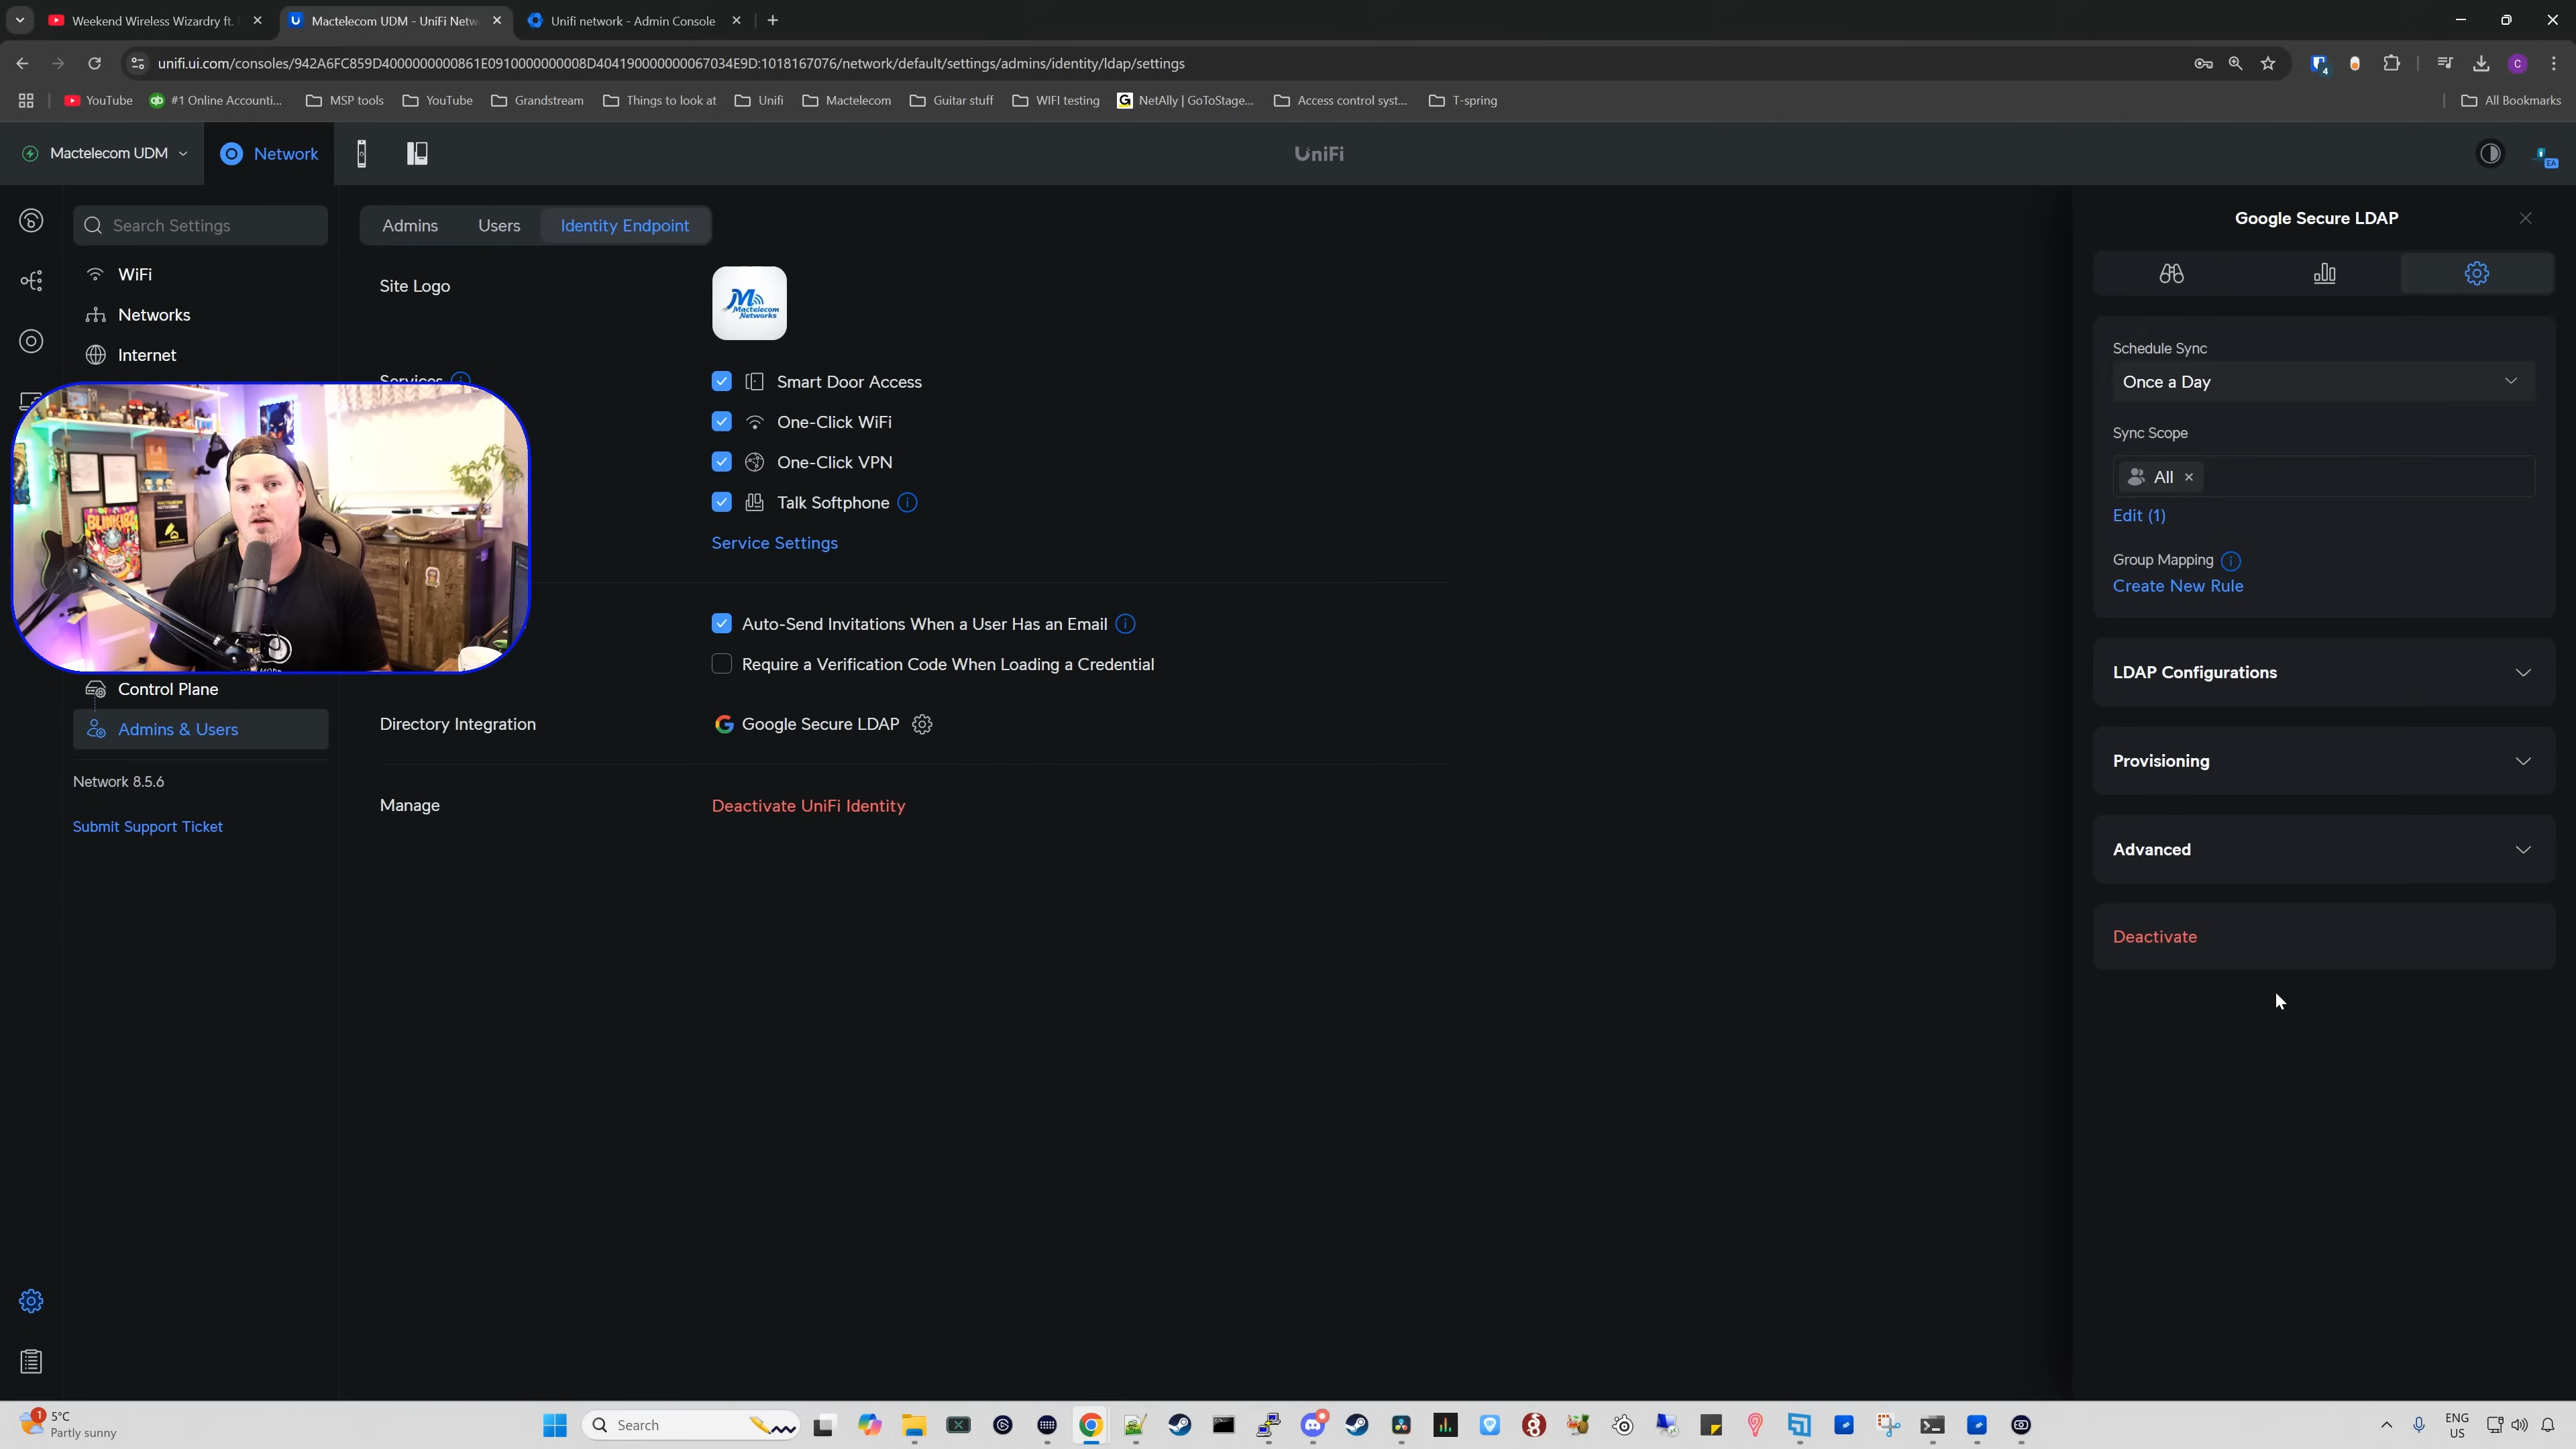 Weekend Wireless Wizardry ft.
Mactelecom UDM - UniFi Netw
Unifi network - Admin Console
unifi.ui.com/consoles/942A6FC859D4000000000861E0910000000008D404190000000067034E9D:1018167076/network/default/settings/admins/identity/ldap/settings
4
C
YouTube
#1 Online Accounti...
MSP tools
YouTube
Grandstream
Things to look at
Unifi
Mactelecom
Guitar stuff
WIFI testing
NetAlly | GoToStage...
Access control syst...
T-spring
All Bookmarks
Mactelecom UDM
Network
UniFi
EA
Search Settings
WiFi
Networks
Internet
Control Plane
Admins & Users
Network 8.5.6
Submit Support Ticket
Admins
Users
Identity Endpoint
Site Logo
Mactelecom
Networks
Services
Smart Door Access
One-Click WiFi
One-Click VPN
Talk Softphone
Service Settings
Auto-Send Invitations When a User Has an Email
Require a Verification Code When Loading a Credential
Directory Integration
Google Secure LDAP
Manage
Deactivate UniFi Identity
BLINK-182
Google Secure LDAP
Schedule Sync
Once a Day
Sync Scope
All
Edit (1)
Group Mapping
Create New Rule
LDAP Configurations
Provisioning
Advanced
Deactivate
1
5°C
Partly sunny
Search
ENG
US